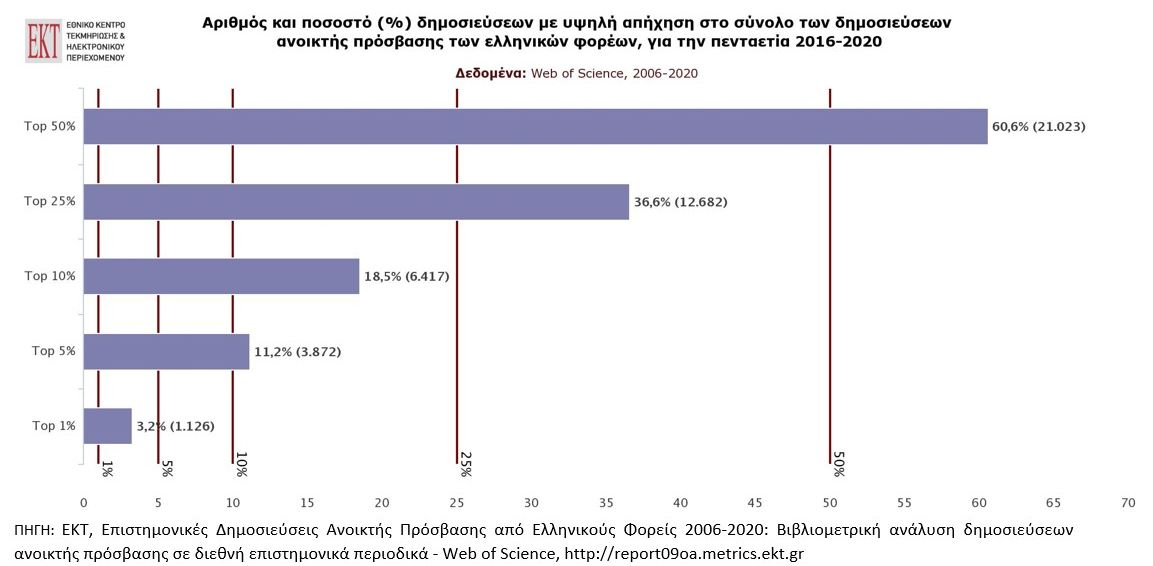 ΕΚΤ
ΕΘΝΙΚΟ ΚΕΝΤΡΟ
ΤΕΚΜΗΡΙΩΣΗΣ &
ΗΛΕΚΤΡΟΝΙΚΟΥ
ΠΕΡΙΕΧΟΜΕΝΟΥ
Αριθμός και ποσοστό (%) δημοσιεύσεων με υψηλή απήχηση στο σύνολο των δημοσιεύσεων
ανοικτής πρόσβασης των ελληνικών φορέων, για την πενταετία 2016-2020
Δεδομένα: Web of Science, 2006-2020
Top 50%
60,6% (21.023)
Top 25%
36,6% (12.682)
Top 10%
18,5% (6.417)
Top 5%
11,2% (3.872)
Top 1%
3,2% (1.126)
1%
5%
10%
25%
50%
0 5 10 15 20 25 30 35 40 45 50 55 60 65 70
ΠΗΓΗ: ΕΚΤ, Επιστημονικές Δημοσιεύσεις Ανοικτής Πρόσβασης από Ελληνικούς Φορείς 2006-2020: Βιβλιομετρική ανάλυση δημοσιεύσεων
ανοικτής πρόσβασης σε διεθνή επιστημονικά περιοδικά - Web of Science, http://report09oa.metrics.ekt.gr